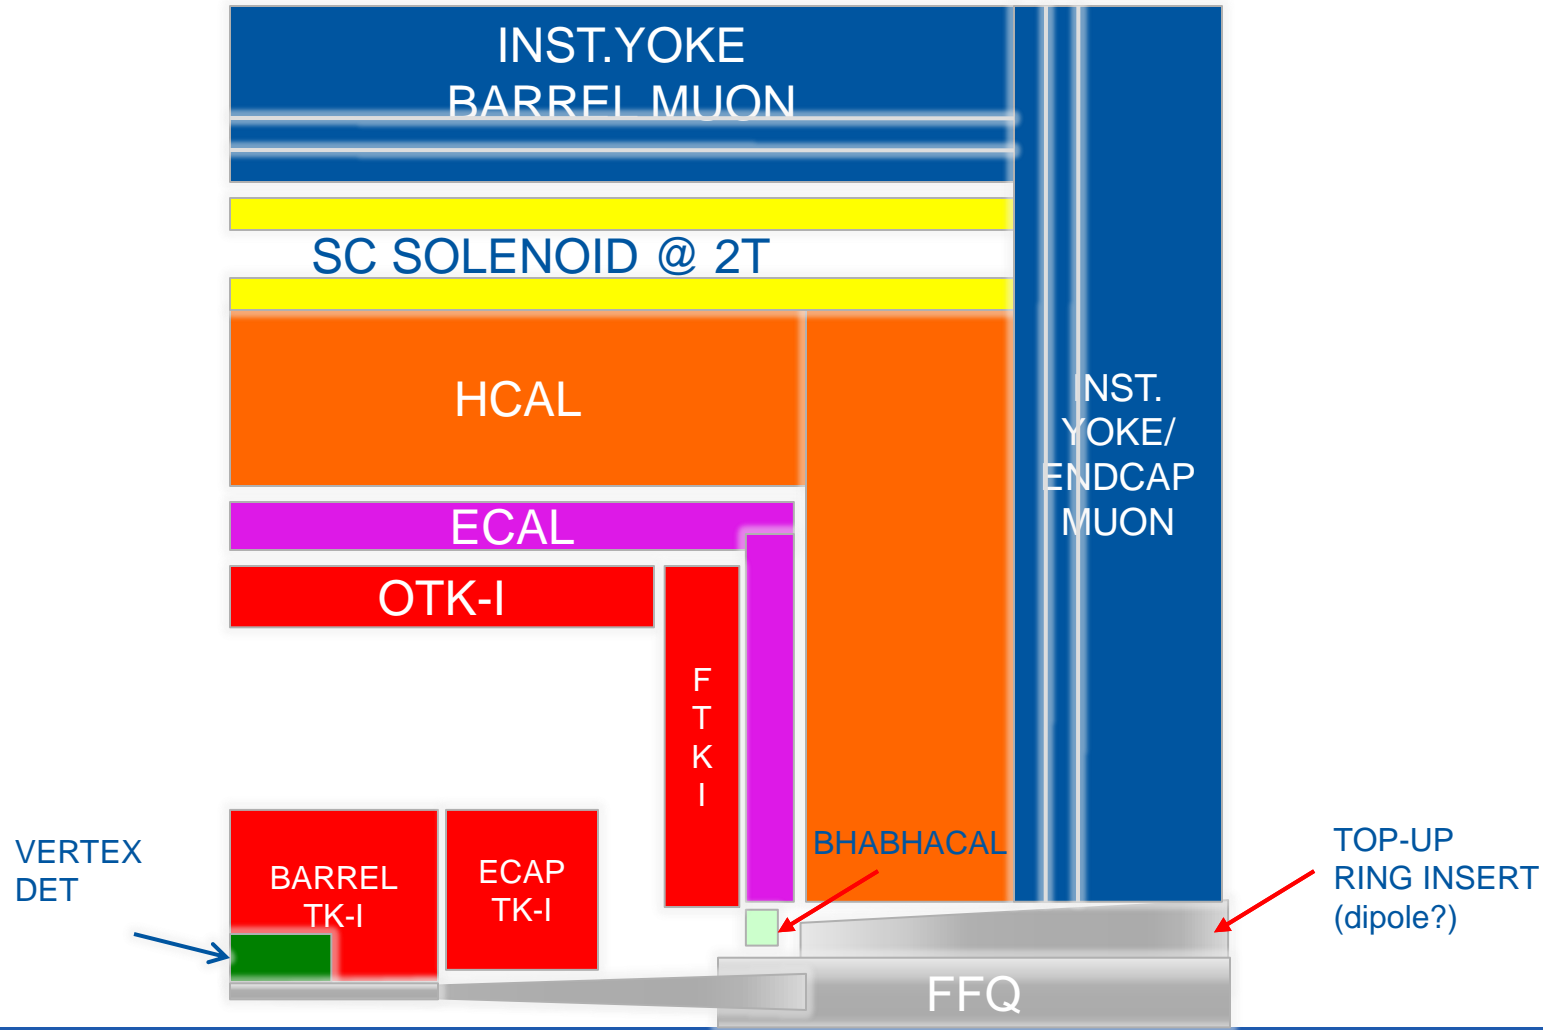 INST.YOKE
BARREL MUON
SC SOLENOID @ 2T
HCAL
INST.
YOKE/
ENDCAP
MUON
ECAL
OTK-I
F
T
K
I
BHABHACAL
TOP-UP
RING INSERT
(dipole?)
VERTEX
DET
BARREL
TK-I
ECAP
TK-I
FFQ